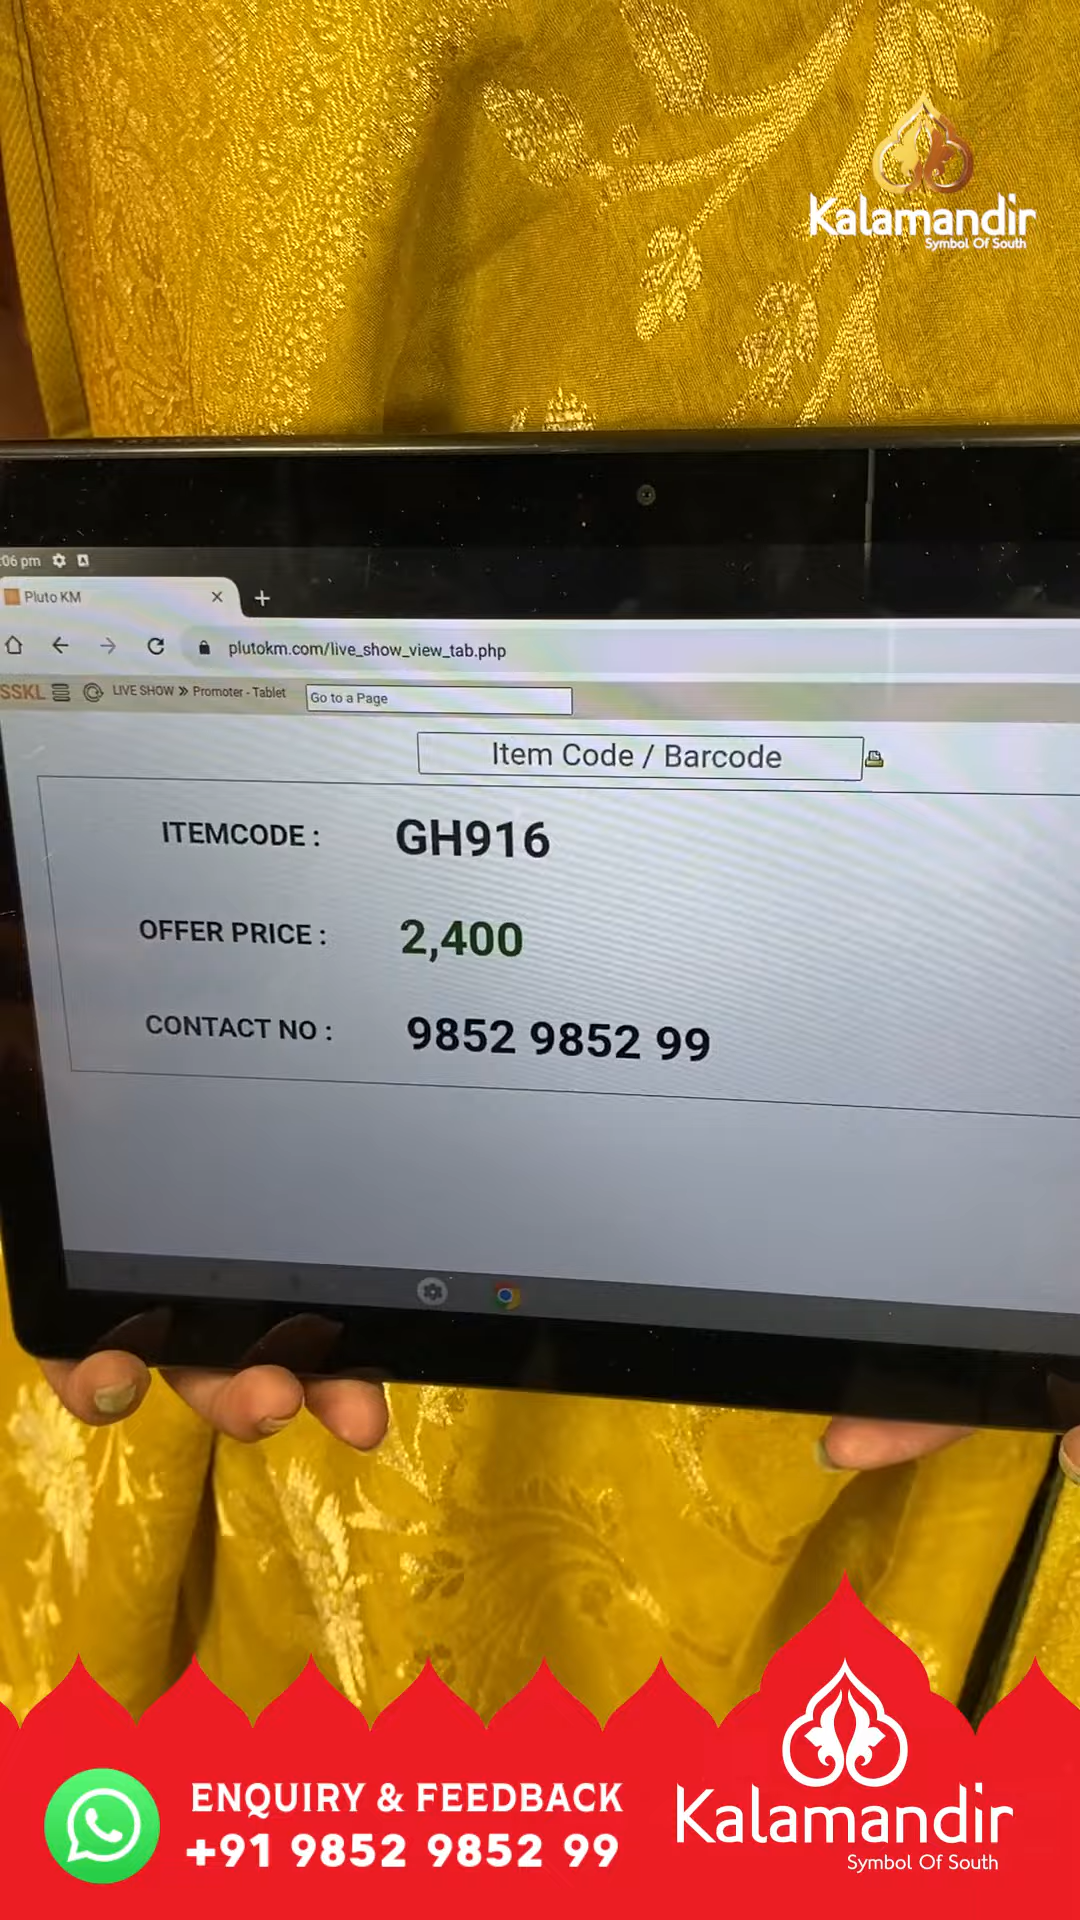 Kalamandir
Symbol Of South
:06 pm
Pluto KM
plutokm.com/live_show_view_tab.php
SSKL LIVE SHOW » Promoter - Tablet Go to a Page
Item Code / Barcode
ITEMCODE : GH916
OFFER PRICE : 2,400
CONTACT NO : 9852 9852 99
ENQUIRY & FEEDBACK
+91 9852 9852 99
Kalamandir
Symbol Of South